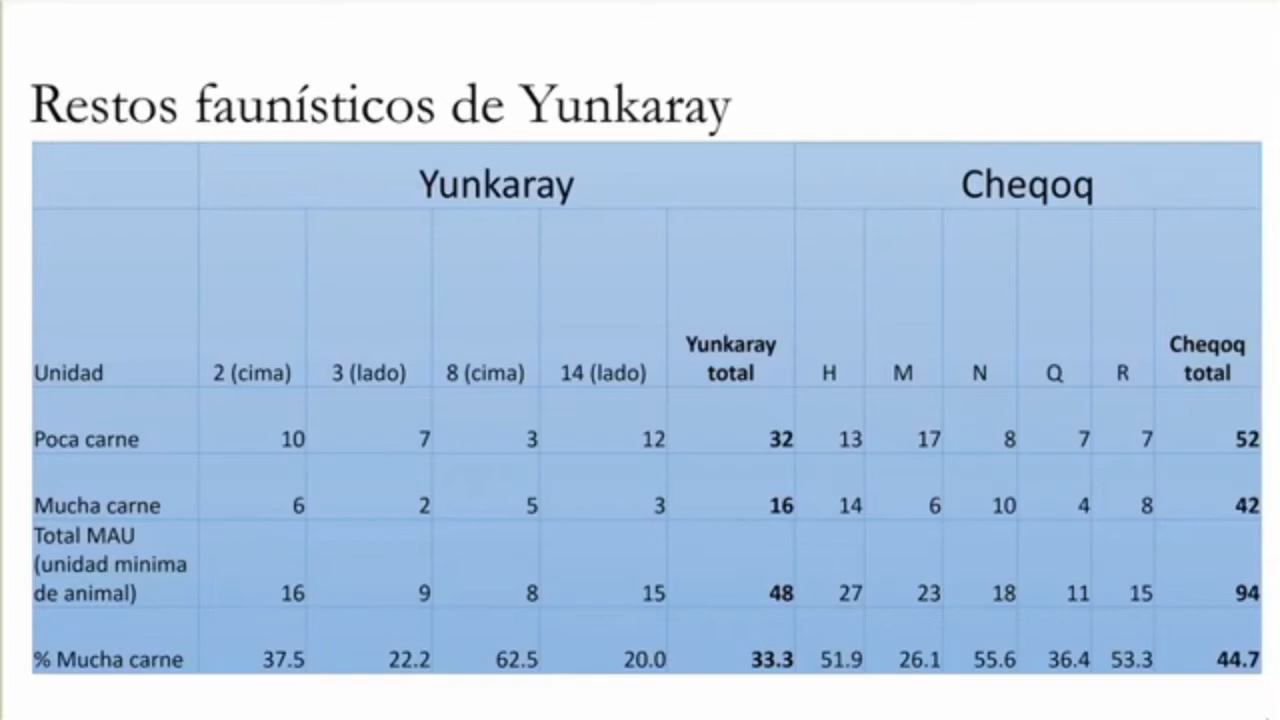 Restos faunísticos de Yunkaray
Yunkaray Cheqoq
Unidad 2 (cima) 3 (lado) 8 (cima) 14 (lado) Yunkaray total H M N Q R Cheqoq total
Poca carne 10 7 3 12 32 13 17 8 7 7 52
Mucha carne 6 2 5 3 16 14 6 10 4 8 42
Total MAU
(unidad minima
de animal) 16 9 8 15 48 27 23 18 11 15 94
% Mucha carne 37.5 22.2 62.5 20.0 33.3 51.9 26.1 55.6 36.4 53.3 44.7